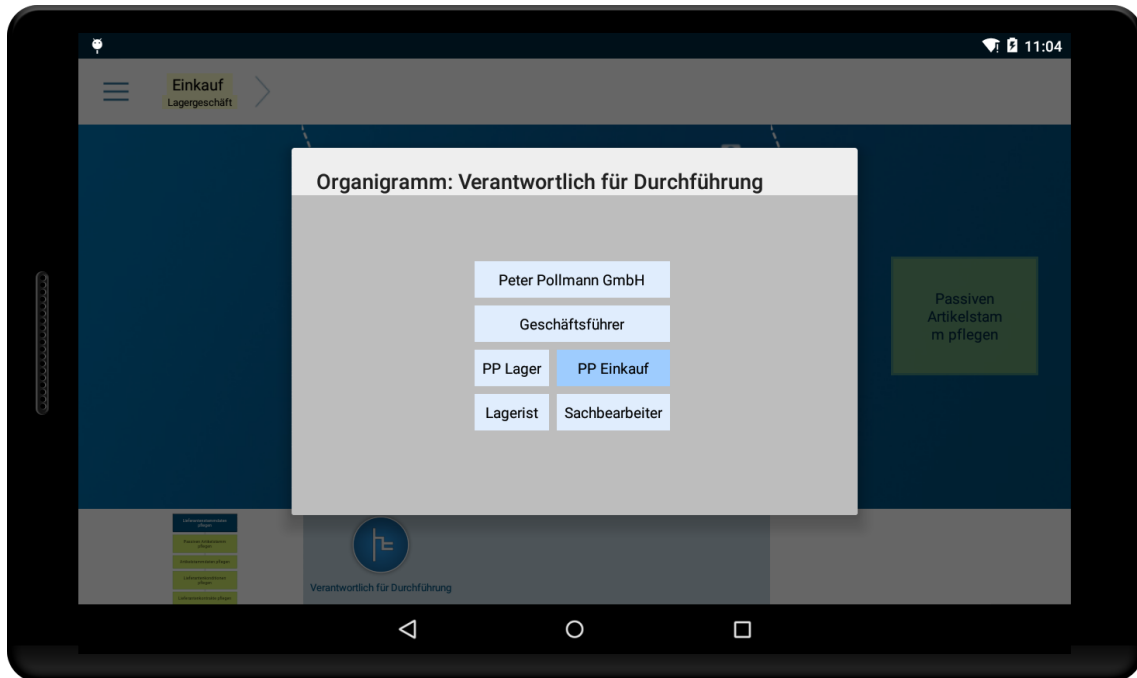 11:04
Einkauf
Lagergeschäft
Organigramm: Verantwortlich für Durchführung
Peter Pollmann GmbH
Geschäftsführer
PP Lager PP Einkauf
Lagerist Sachbearbeiter
Passiven
Artikelstam
m pflegen
Verantwortlich für Durchführung